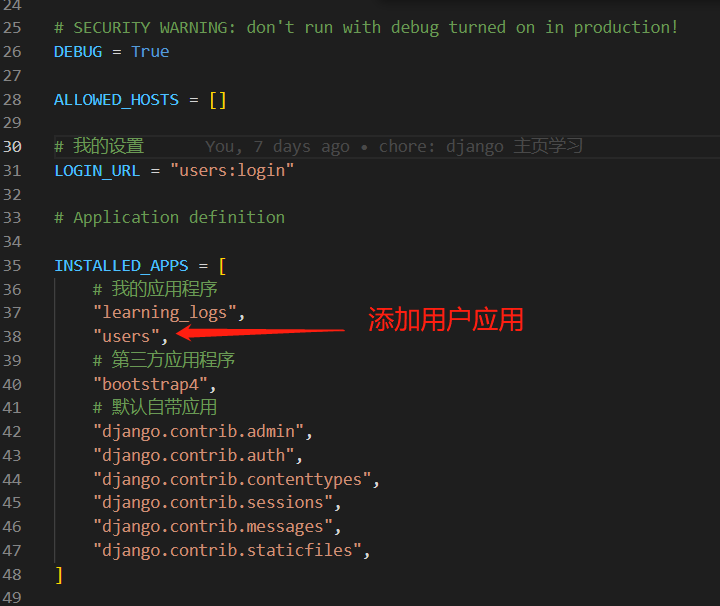 24
25 # SECURITY WARNING: don't run with debug turned on in production!
26 DEBUG = True
27
28 ALLOWED_HOSTS = []
29
30 # 我的设置 You, 7 days ago • chore: django 主页学习
31 LOGIN_URL = "users:login"
32
33 # Application definition
34
35 INSTALLED_APPS = [
36 # 我的应用程序
37 "learning_logs",
38 "users", 添加用户应用
39 # 第三方应用程序
40 "bootstrap4",
41 # 默认自带应用
42 "django.contrib.admin",
43 "django.contrib.auth",
44 "django.contrib.contenttypes",
45 "django.contrib.sessions",
46 "django.contrib.messages",
47 "django.contrib.staticfiles",
48 ]
49